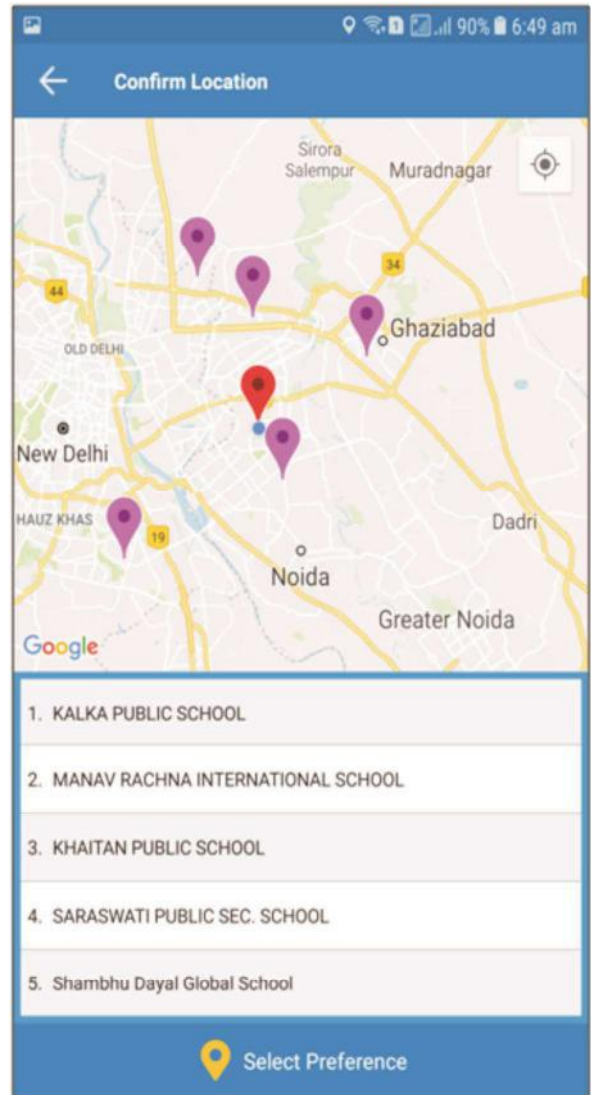 90% 6:49 am
Confirm Location
Sirora
Salempur
Muradnagar
34
44
Ghaziabad
OLD DELHI
New Delhi
HAUZ KHAS
19
Dadri
Noida
Greater Noida
Google
1. KALKA PUBLIC SCHOOL
2. MANAV RACHNA INTERNATIONAL SCHOOL
3. KHAITAN PUBLIC SCHOOL
4. SARASWATI PUBLIC SEC. SCHOOL
5. Shambhu Dayal Global School
Select Preference